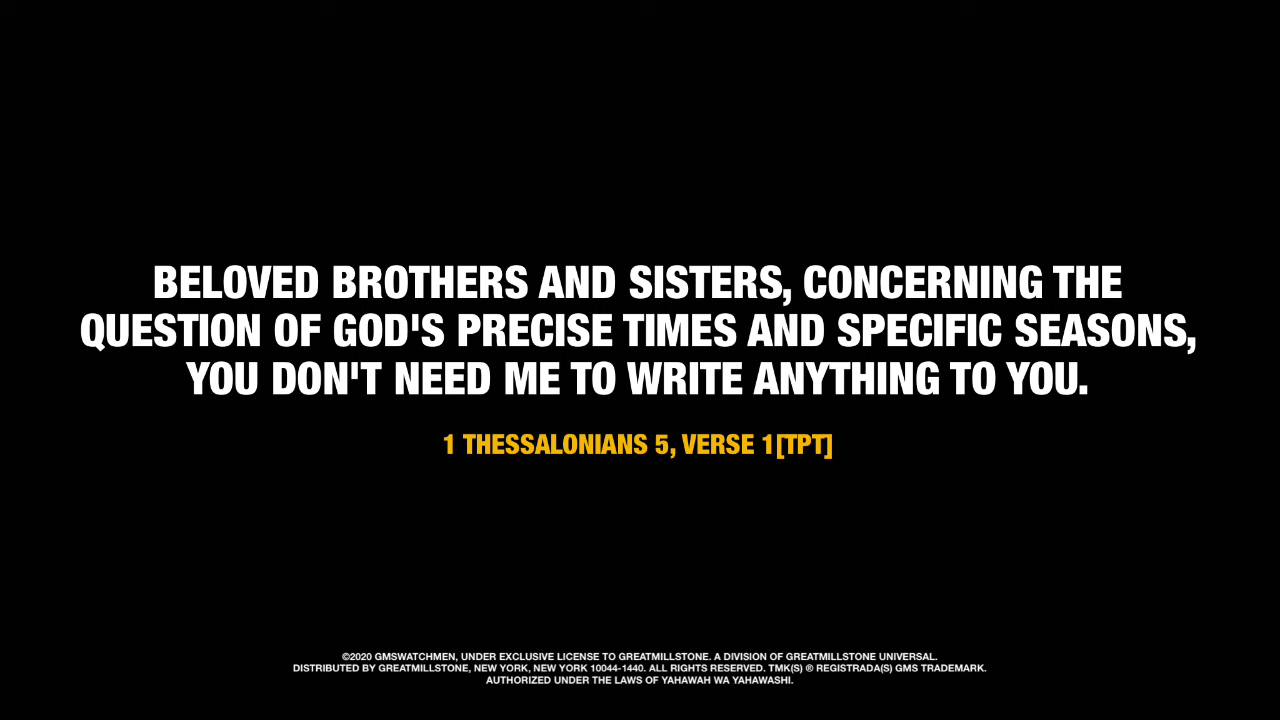 BELOVED BROTHERS AND SISTERS, CONCERNING THE
QUESTION OF GOD'S PRECISE TIMES AND SPECIFIC SEASONS,
YOU DON'T NEED ME TO WRITE ANYTHING TO YOU.
1 THESSALONIANS 5, VERSE 1[TPT]
©2020 GMSWATCHMEN, UNDER EXCLUSIVE LICENSE TO GREATMILLSTONE. A DIVISION OF GREATMILLSTONE UNIVERSAL.
DISTRIBUTED BY GREATMILLSTONE, NEW YORK, NEW YORK 10044-1440. ALL RIGHTS RESERVED. TMK(S) ® REGISTRADA(S) GMS TRADEMARK.
AUTHORIZED UNDER THE LAWS OF YAHAWAH WA YAHAWASHI.